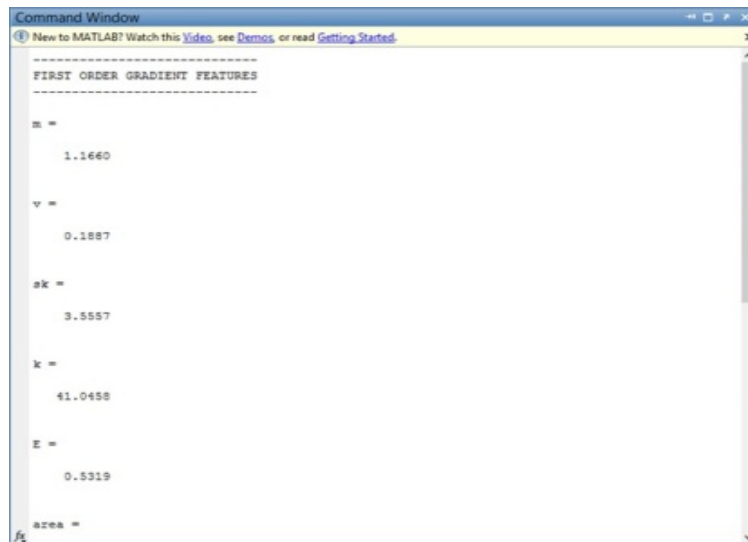 Command Window
New to MATLAB? Watch this Video, see Demos, or read Getting Started.
-----------------------------
FIRST ORDER GRADIENT FEATURES
-----------------------------
m =
1.1660
v =
0.1887
sk =
3.5557
k =
41.0458
E =
0.5319
area =
fx